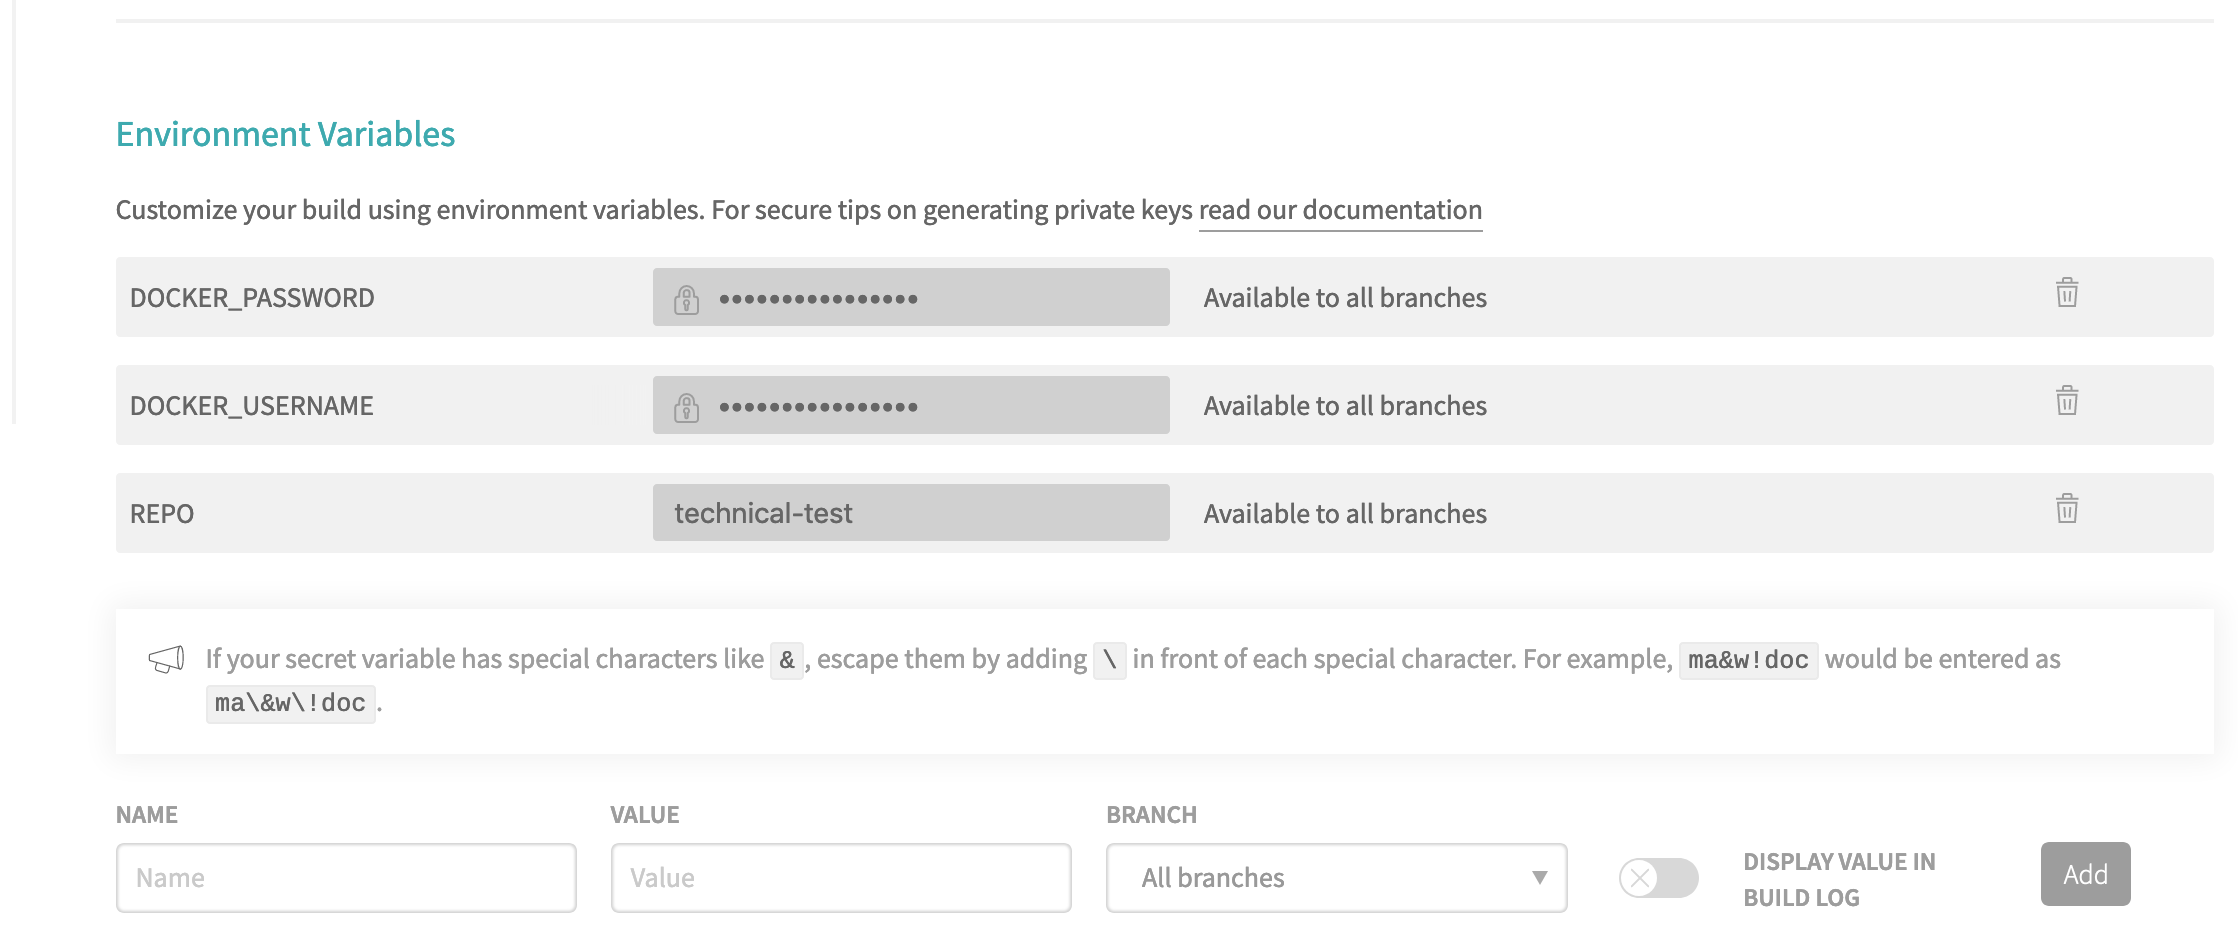 Environment Variables
Customize your build using environment variables. For secure tips on generating private keys read our documentation
DOCKER_PASSWORD •••••••••••••••• Available to all branches
DOCKER_USERNAME •••••••••••••••• Available to all branches
REPO technical-test Available to all branches
If your secret variable has special characters like & , escape them by adding \ in front of each special character. For example, ma&w!doc would be entered as
ma\&w\!doc .
NAME VALUE BRANCH
Name Value All branches DISPLAY VALUE IN Add
BUILD LOG